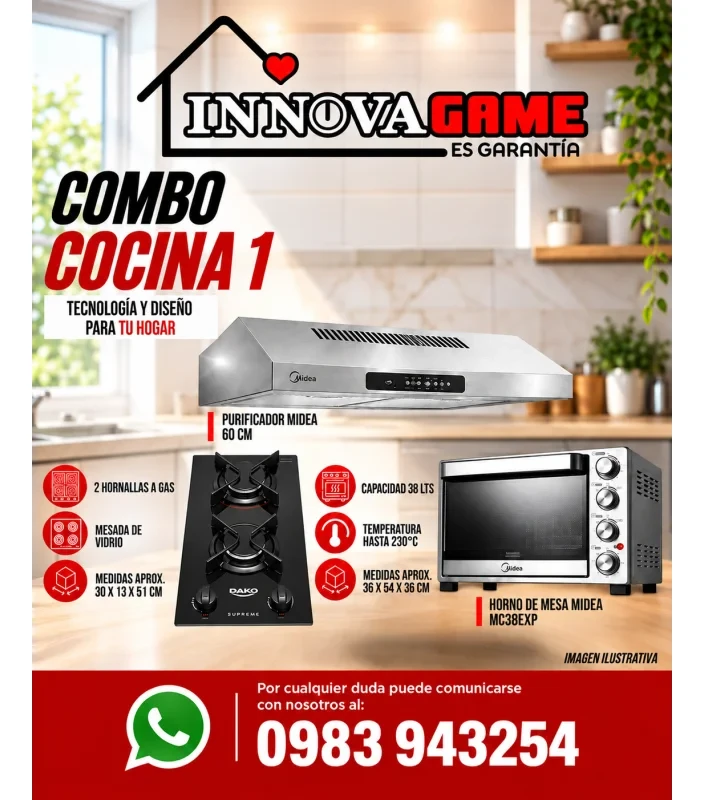 INNOVAGAME
ES GARANTÍA
COMBO
COCINA 1
TECNOLOGÍA Y DISEÑO
PARA TU HOGAR
Midea
PURIFICADOR MIDEA
60 CM
2 HORNALLAS A GAS
MESADA DE
VIDRIO
MEDIDAS APROX.
30 X 13 X 51 CM
DAKO
SUPREME
CAPACIDAD 38 LTS
TEMPERATURA
HASTA 230°C
MEDIDAS APROX.
36 X 54 X 36 CM
Midea
HORNO DE MESA MIDEA
MC38EXP
IMAGEN ILUSTRATIVA
Por cualquier duda puede comunicarse
con nosotros al:
0983 943254